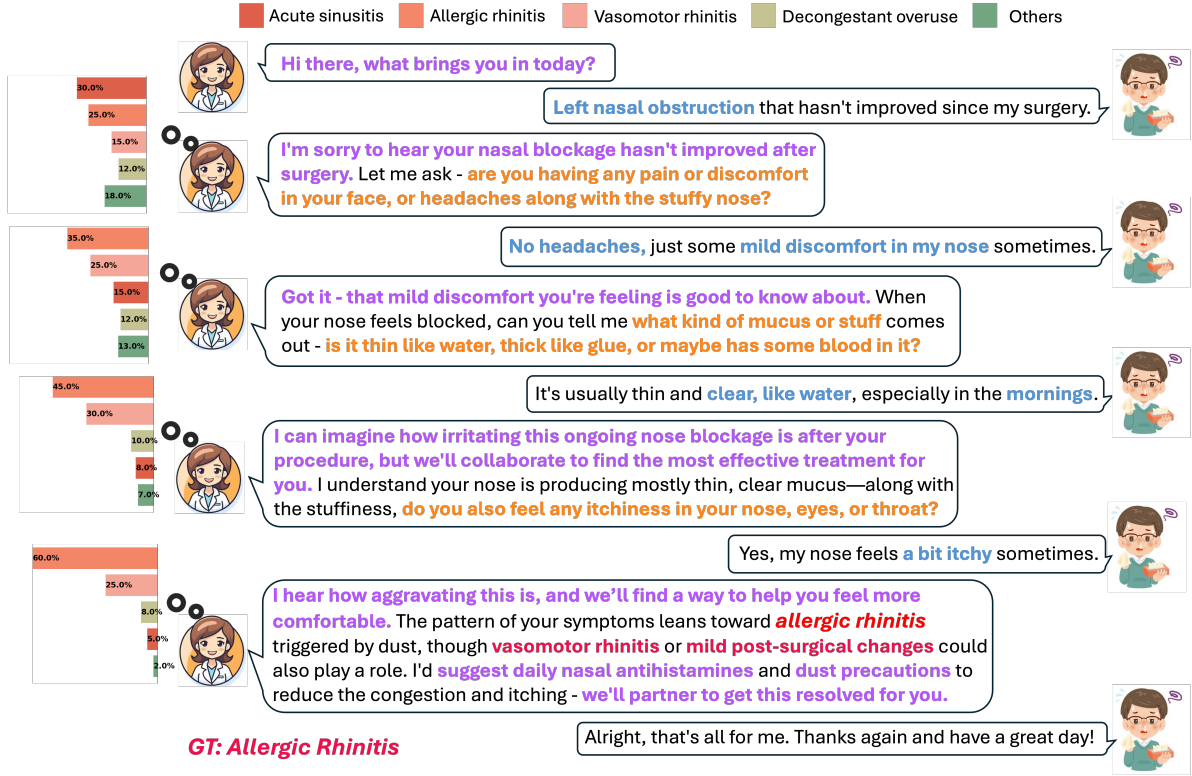 Acute sinusitis Allergic rhinitis Vasomotor rhinitis Decongestant overuse Others
Hi there, what brings you in today?
30.0%
25.0%
15.0%
12.0%
18.0%
Left nasal obstruction that hasn't improved since my surgery.
I'm sorry to hear your nasal blockage hasn't improved after
surgery. Let me ask - are you having any pain or discomfort
in your face, or headaches along with the stuffy nose?
35.0%
25.0%
15.0%
12.0%
13.0%
No headaches, just some mild discomfort in my nose sometimes.
Got it - that mild discomfort you're feeling is good to know about. When
your nose feels blocked, can you tell me what kind of mucus or stuff comes
out - is it thin like water, thick like glue, or maybe has some blood in it?
45.0%
30.0%
10.0%
8.0%
7.0%
It's usually thin and clear, like water, especially in the mornings.
I can imagine how irritating this ongoing nose blockage is after your
procedure, but we'll collaborate to find the most effective treatment for
you. I understand your nose is producing mostly thin, clear mucus—along with
the stuffiness, do you also feel any itchiness in your nose, eyes, or throat?
Yes, my nose feels a bit itchy sometimes.
60.0%
25.0%
8.0%
5.0%
2.0%
I hear how aggravating this is, and we'll find a way to help you feel more
comfortable. The pattern of your symptoms leans toward allergic rhinitis
triggered by dust, though vasomotor rhinitis or mild post-surgical changes could
also play a role. I'd suggest daily nasal antihistamines and dust precautions to
reduce the congestion and itching - we'll partner to get this resolved for you.
Alright, that's all for me. Thanks again and have a great day!
GT: Allergic Rhinitis